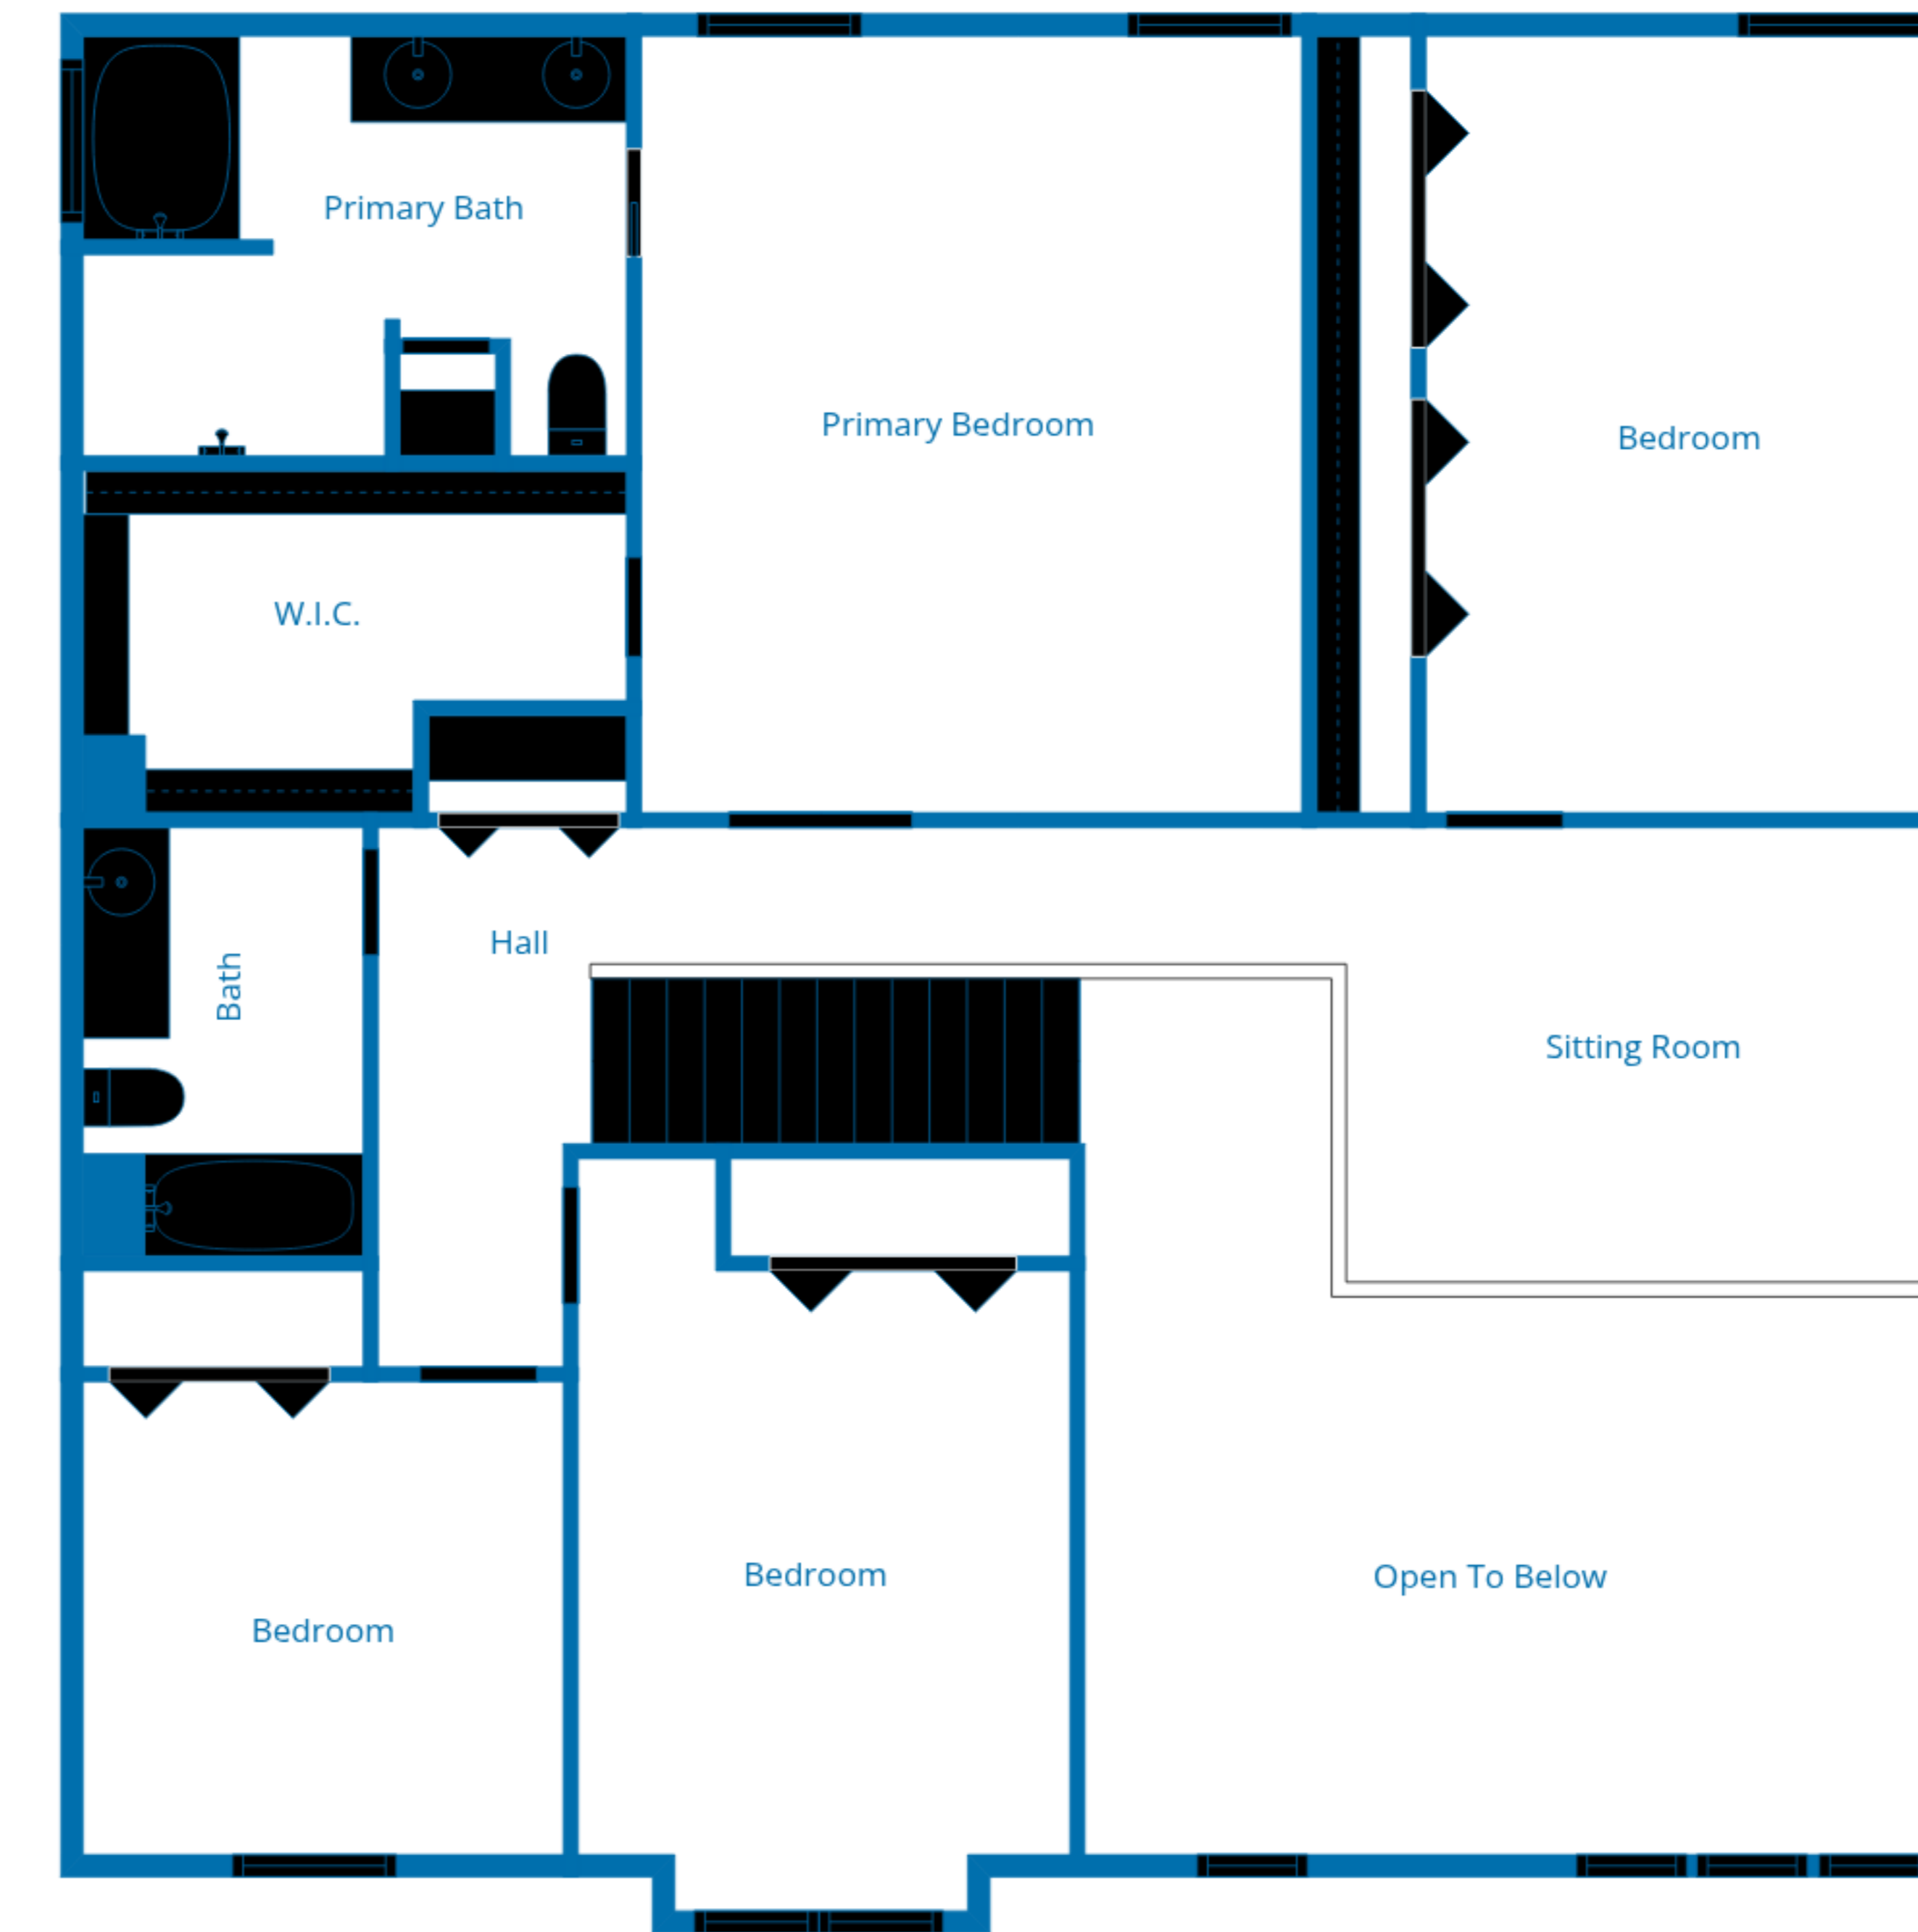 Primary Bath
Primary Bedroom
Bedroom
W.I.C.
Hall
Bath
Sitting Room
Bedroom
Open To Below
Bedroom